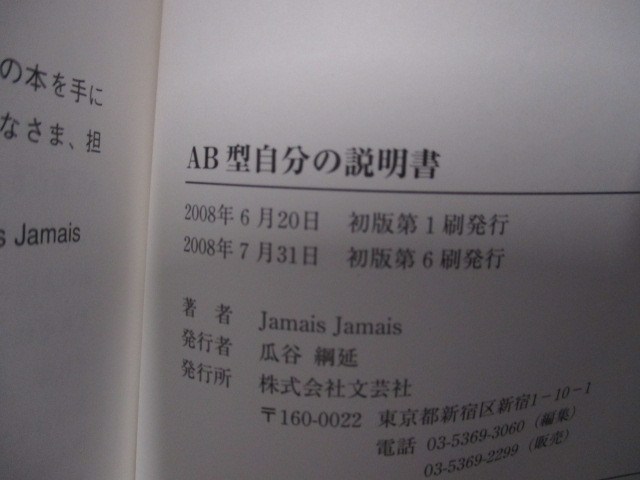 の本を手に
なさま、担
s Jamais
AB型自分の説明書
2008年6月20日 初版第1刷発行
2008年7月31日 初版第6刷発行
著 者 Jamais Jamais
発行者 瓜谷 綱延
発行所 株式会社文芸社
〒160-0022 東京都新宿区新宿1-10-1
電話 03-5369-3060(編集)
03-5369-2299(販売)